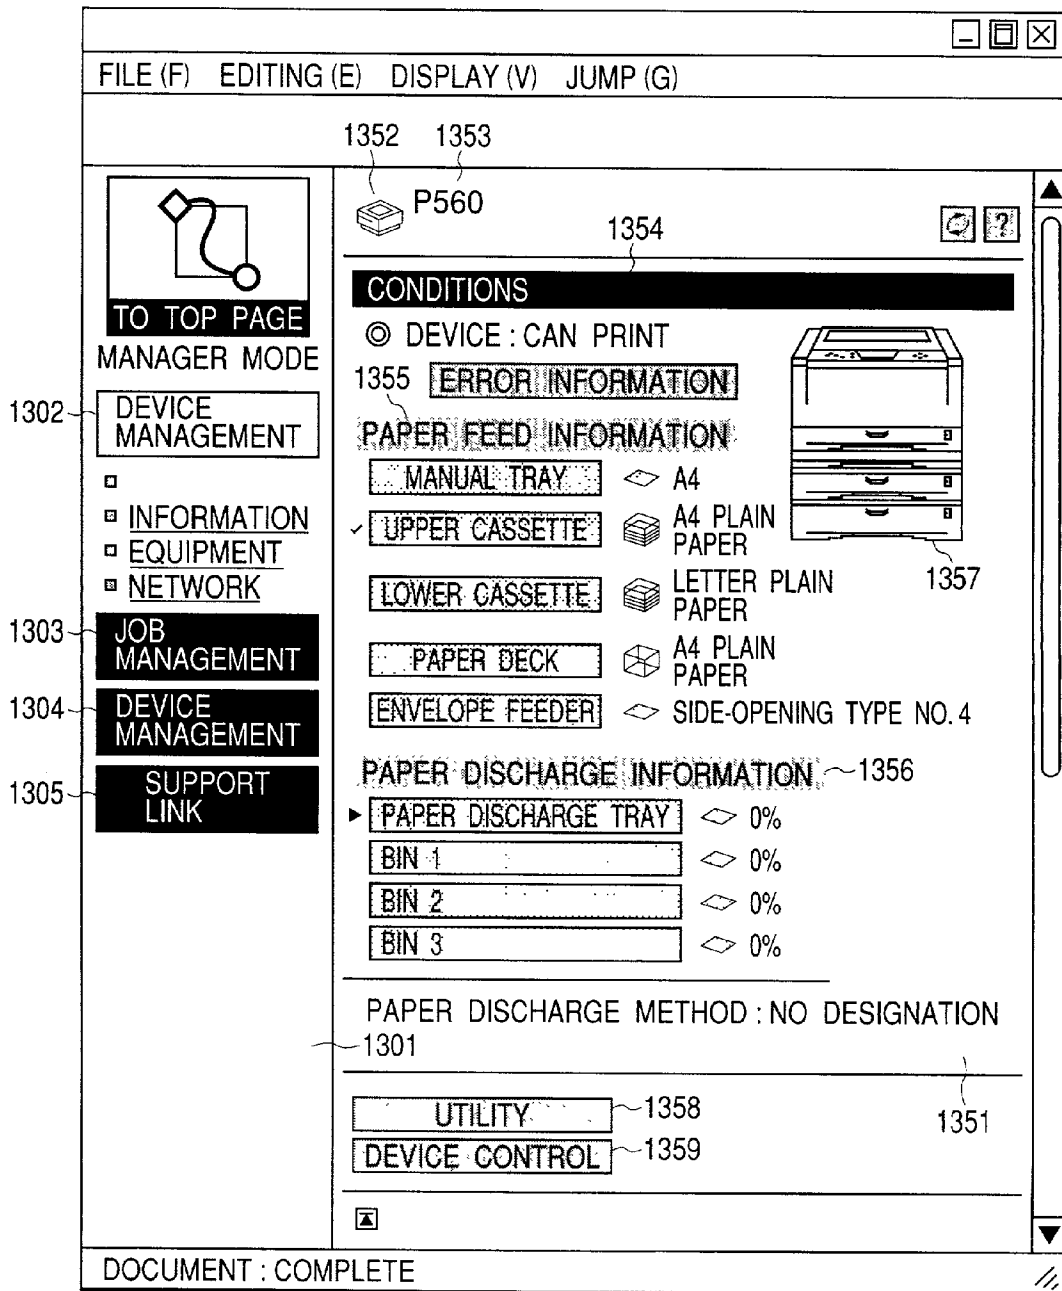 FILE (F) EDITING (E) DISPLAY (V) JUMP (G)
1352 1353
P560
?
1354
TO TOP PAGE
MANAGER MODE
1302
DEVICE
MANAGEMENT
INFORMATION
EQUIPMENT
NETWORK
1303
JOB
MANAGEMENT
1304
DEVICE
MANAGEMENT
1305
SUPPORT
LINK
1301
CONDITIONS
DEVICE : CAN PRINT
1355
ERROR INFORMATION
PAPER FEED INFORMATION
MANUAL TRAY A4
UPPER CASSETTE A4 PLAIN
PAPER
1357
LOWER CASSETTE LETTER PLAIN
PAPER
PAPER DECK A4 PLAIN
PAPER
ENVELOPE FEEDER SIDE-OPENING TYPE NO. 4
PAPER DISCHARGE INFORMATION 1356
PAPER DISCHARGE TRAY 0%
BIN 1 0%
BIN 2 0%
BIN 3 0%
PAPER DISCHARGE METHOD : NO DESIGNATION
1351
UTILITY 1358
DEVICE CONTROL 1359
DOCUMENT : COMPLETE